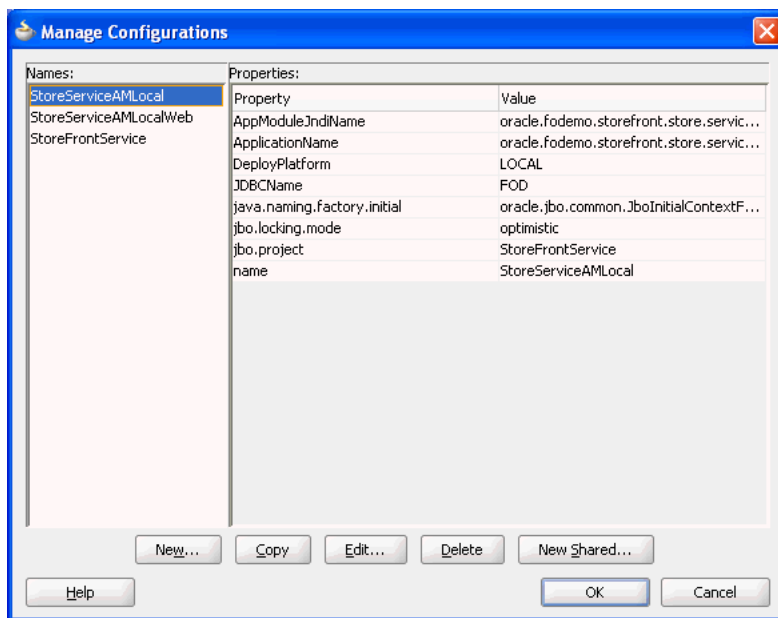 Manage Configurations
Names:
StoreServiceAMLocal
StoreServiceAMLocalWeb
StoreFrontService
Properties:
Property Value
AppModuleJndiName oracle.fodemo.storefront.store.servic...
ApplicationName oracle.fodemo.storefront.store.servic...
DeployPlatform LOCAL
JDBCName FOD
java.naming.factory.initial oracle.jbo.common.JboInitialContextF...
jbo.locking.mode optimistic
jbo.project StoreFrontService
name StoreServiceAMLocal
New... Copy Edit... Delete New Shared...
Help OK Cancel